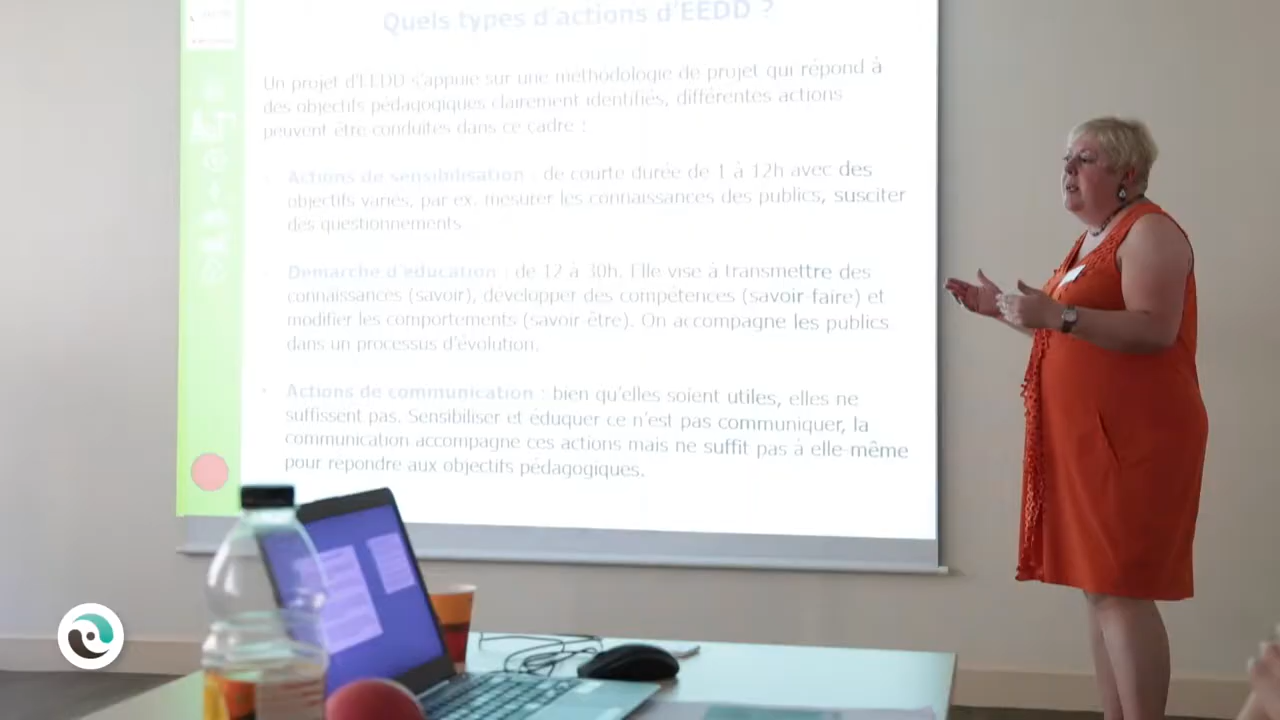 Quels types d'actions d'EEDD ?
Un projet d'EEDD s'appuie sur une méthodologie de projet qui répond à
des objectifs pédagogiques clairement identifiés, différentes actions
peuvent être conduites dans ce cadre :
Actions de sensibilisation : de courte durée de 1 à 12h avec des
objectifs variés, par ex. mesurer les connaissances des publics, susciter
des questionnements
Démarche d'éducation : de 12 à 30h. Elle vise à transmettre des
connaissances (savoir), développer des compétences (savoir-faire) et
modifier les comportements (savoir être). On accompagne les publics
dans un processus d'évolution.
• Actions de communication : bien qu'elles soient utiles, elles ne
suffissent pas. Sensibiliser et éduquer ce n'est pas communiquer, la
communication accompagne ces actions mais ne suffit pas à elle-même
pour répondre aux objectifs pédagogiques.